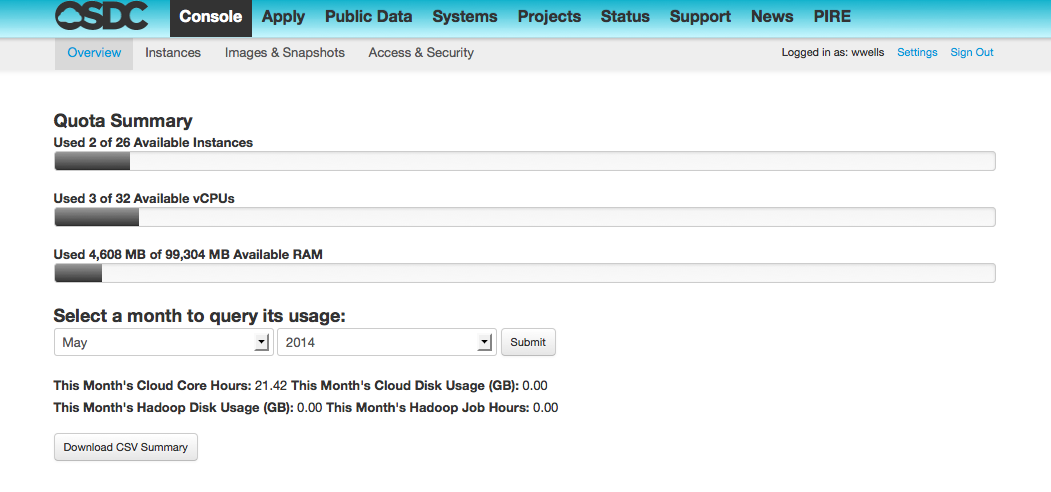 OSDC Console Apply Public Data Systems Projects Status Support News PIRE
Overview Instances Images & Snapshots Access & Security Logged in as: wwells Settings Sign Out
Quota Summary
Used 2 of 26 Available Instances
Used 3 of 32 Available vCPUs
Used 4,608 MB of 99,304 MB Available RAM
Select a month to query its usage:
May 2014 Submit
This Month's Cloud Core Hours: 21.42 This Month's Cloud Disk Usage (GB): 0.00
This Month's Hadoop Disk Usage (GB): 0.00 This Month's Hadoop Job Hours: 0.00
Download CSV Summary